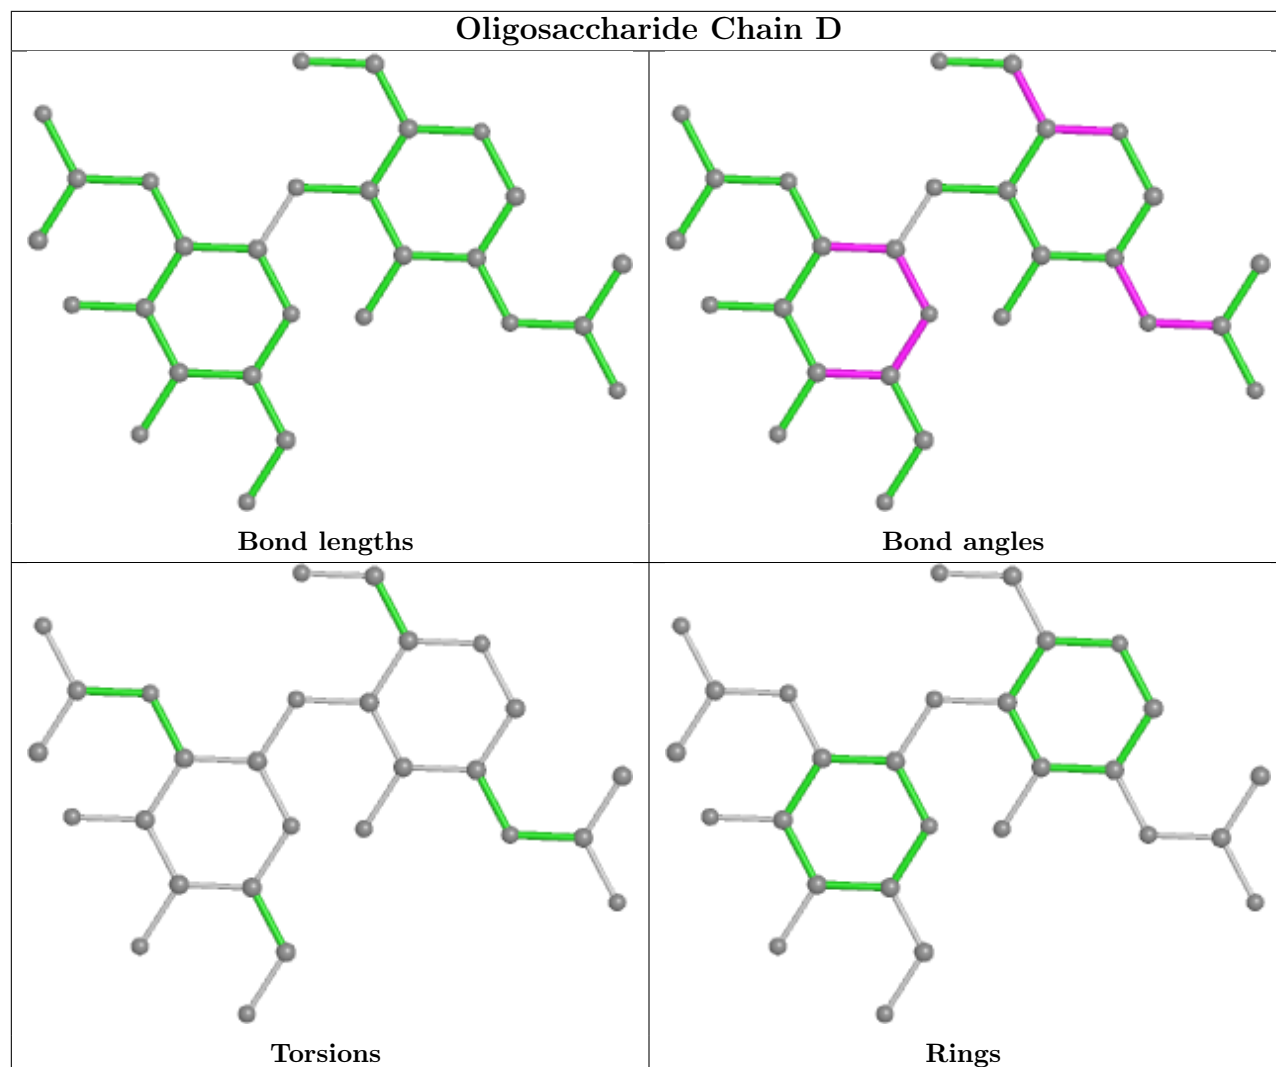 Oligosaccharide Chain D
Bond lengths
Bond angles
Torsions
Rings